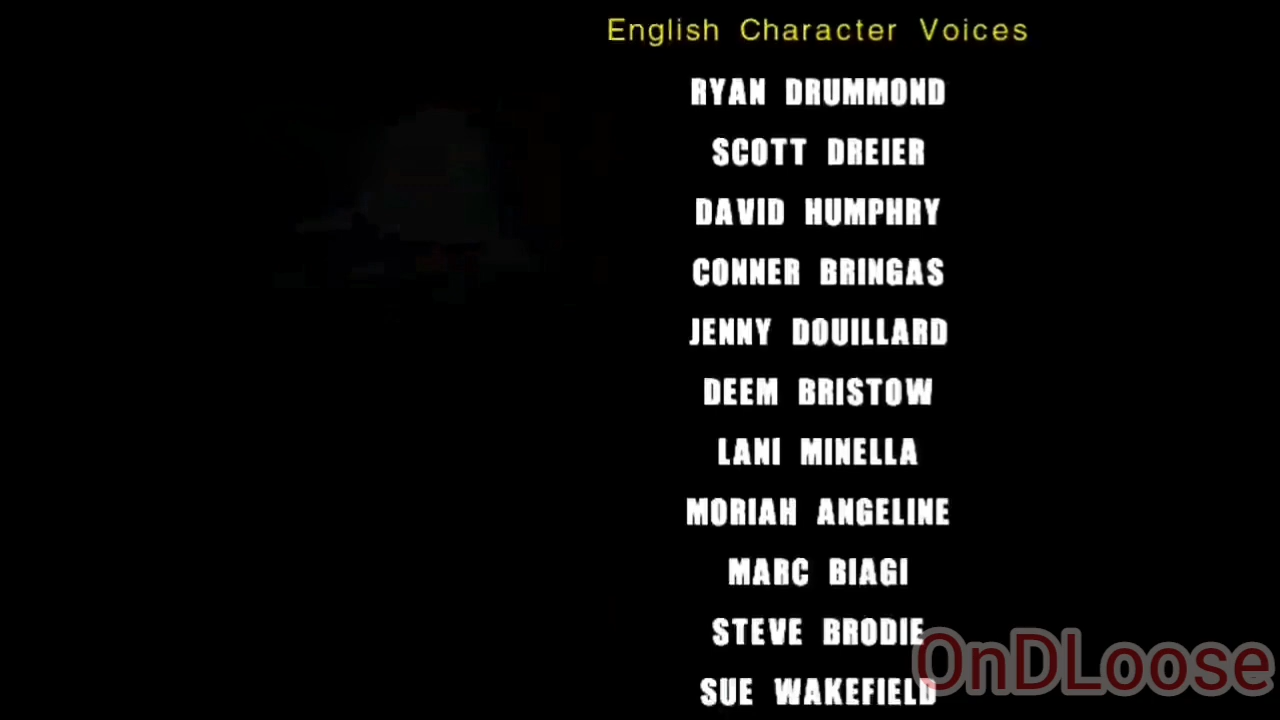 English Character Voices
RYAN DRUMMOND
SCOTT DREIER
DAVID HUMPHRY
CONNER BRINGAS
JENNY DOUILLARD
DEEM BRISTOW
LANI MINELLA
MORIAH ANGELINE
MARC BIAGI
STEVE BRODIE
SUE WAKEFIELD
OnDLoose